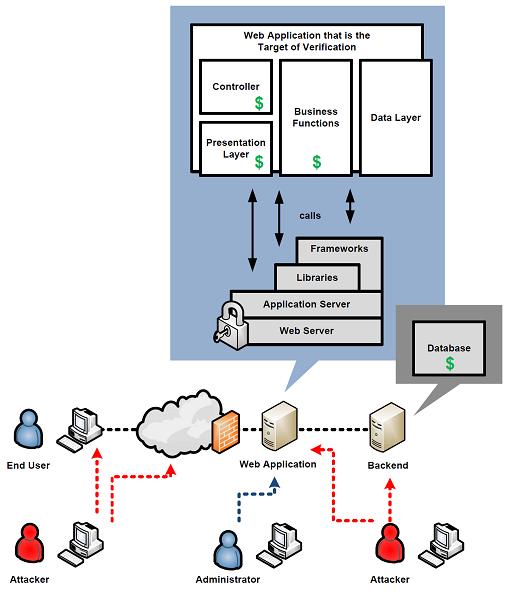 Web Application that is the
Target of Verification
Controller
$
Presentation
Layer
$
Business
Functions
$
Data Layer
calls
Frameworks
Libraries
Application Server
Web Server
Database
$
End User
Web Application
Backend
Attacker
Administrator
Attacker